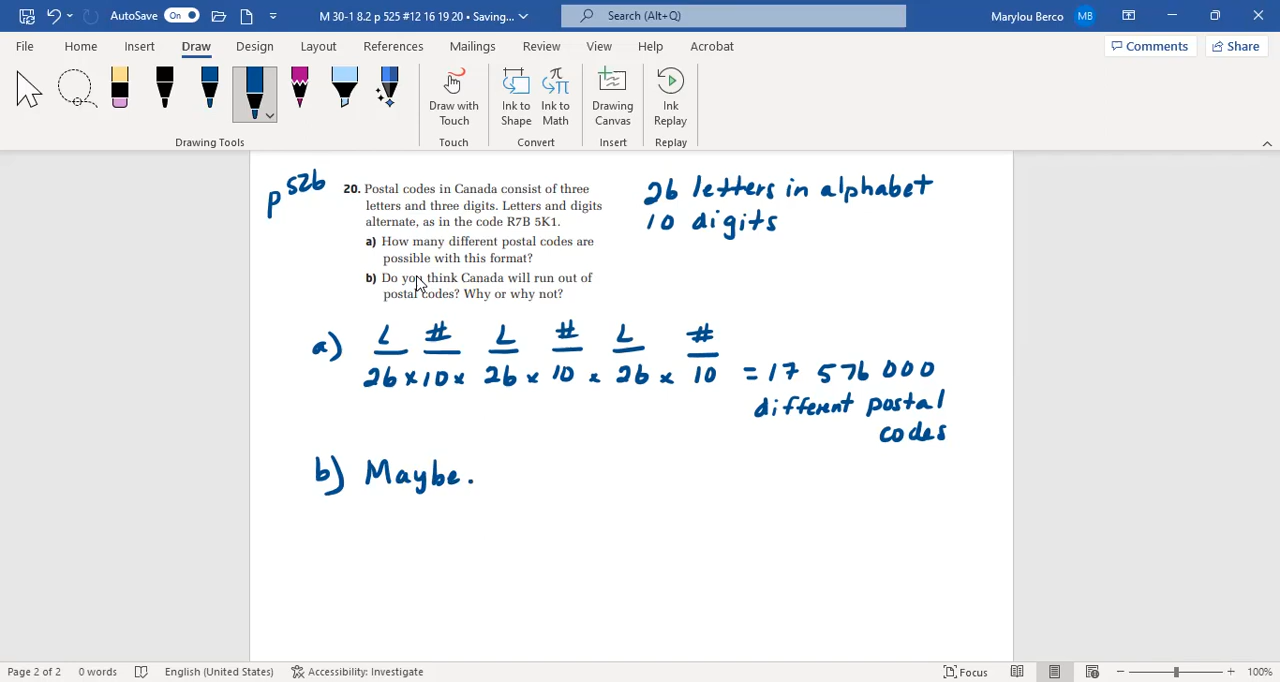 AutoSave On M 30-1 8.2 p 525 #12 16 19 20 • Saving... Search (Alt+Q) Marylou Berco MB
File Home Insert Draw Design Layout References Mailings Review View Help Acrobat Comments Share
Draw with Touch Ink to Shape Ink to Math Drawing Canvas Ink Replay
Drawing Tools Touch Convert Insert Replay
p 526
20. Postal codes in Canada consist of three
letters and three digits. Letters and digits
alternate, as in the code R7B 5K1.
a) How many different postal codes are
possible with this format?
b) Do you think Canada will run out of
postal codes? Why or why not?
26 letters in alphabet
10 digits
a) L # L # L #
26 × 10 × 26 × 10 × 26 × 10 = 17 576 000
different postal
codes
b) Maybe.
Page 2 of 2 0 words English (United States) Accessibility: Investigate Focus 100%